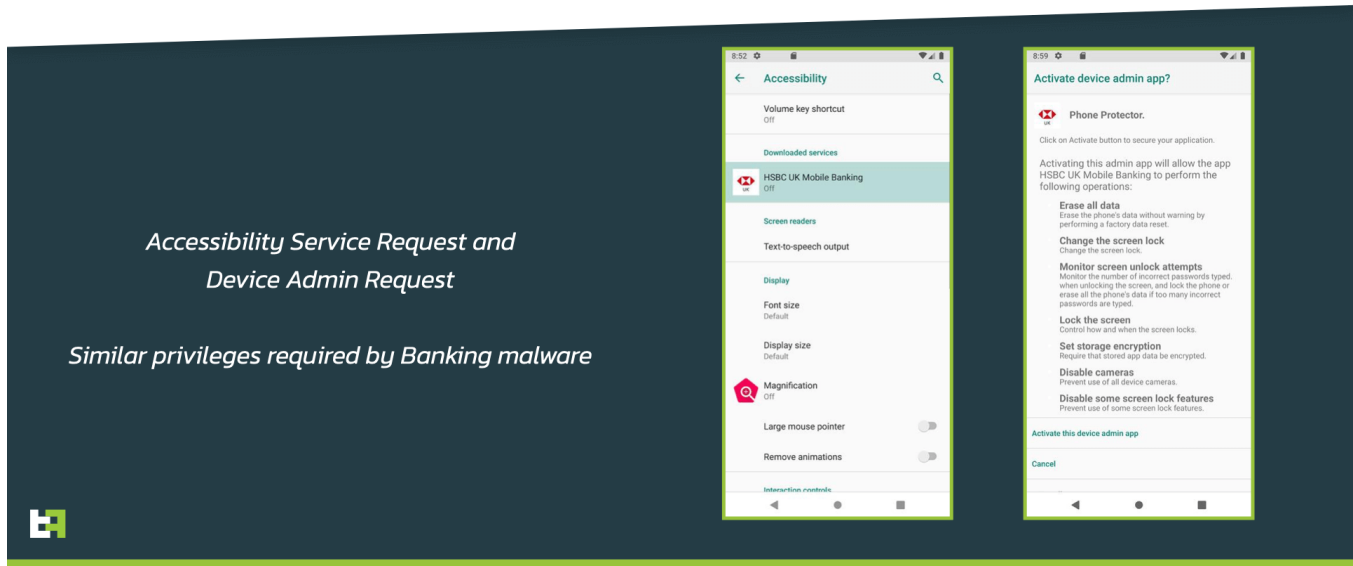 Accessibility Service Request and
Device Admin Request
Similar privileges required by Banking malware
8:52
Accessibility
Volume key shortcut
Off
Downloaded services
HSBC UK Mobile Banking
Off
UK
Screen readers
Text-to-speech output
Display
Font size
Default
Display size
Default
Magnification
Off
Large mouse pointer
Remove animations
Interaction controls
8:59
Activate device admin app?
Phone Protector.
UK
Click on Activate button to secure your application.
Activating this admin app will allow the app
HSBC UK Mobile Banking to perform the
following operations:
Erase all data
Erase the phone's data without warning by
performing a factory data reset.
Change the screen lock
Change the screen lock.
Monitor screen unlock attempts
Monitor the number of incorrect passwords typed.
when unlocking the screen, and lock the phone or
erase all the phone's data if too many incorrect
passwords are typed.
Lock the screen
Control how and when the screen locks.
Set storage encryption
Require that stored app data be encrypted.
Disable cameras
Prevent use of all device cameras.
Disable some screen lock features
Prevent use of some screen lock features.
Activate this device admin app
Cancel